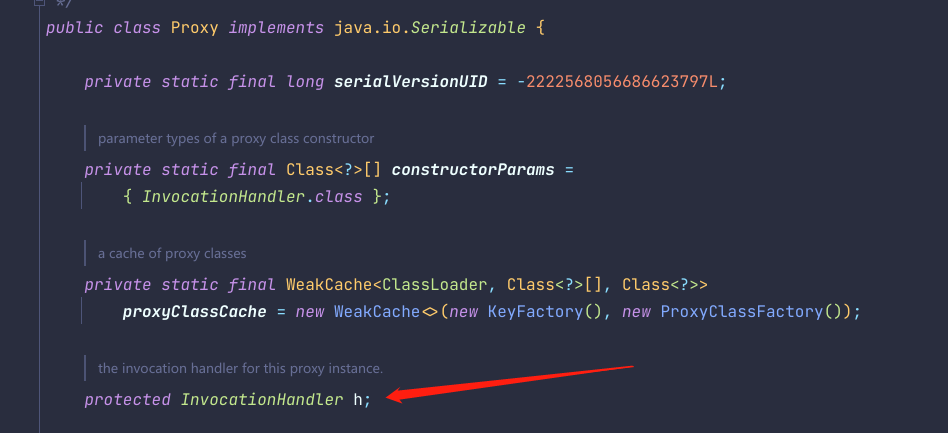 */
public class Proxy implements java.io.Serializable {
private static final long serialVersionUID = -2222568056686623797L;
parameter types of a proxy class constructor
private static final Class<?>[] constructorParams =
{ InvocationHandler.class };
a cache of proxy classes
private static final WeakCache<ClassLoader, Class<?>[], Class<?>>
proxyClassCache = new WeakCache<>(new KeyFactory(), new ProxyClassFactory());
the invocation handler for this proxy instance.
protected InvocationHandler h;